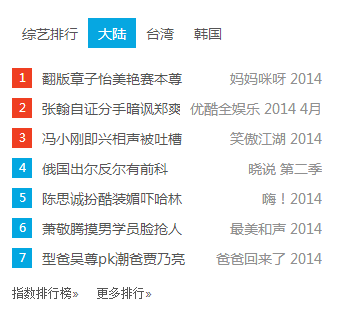 综艺排行 大陆 台湾 韩国
1 翻版章子怡美艳赛本尊 妈妈咪呀 2014
2 张翰自证分手暗讽郑爽 优酷全娱乐 2014 4月
3 冯小刚即兴相声被吐槽 笑傲江湖 2014
4 俄国出尔反尔有前科 晓说 第二季
5 陈思诚扮酷装媚吓哈林 嗨！2014
6 萧敬腾摸男学员脸抢人 最美和声 2014
7 型爸吴尊pk潮爸贾乃亮 爸爸回来了 2014
指数排行榜» 更多排行»